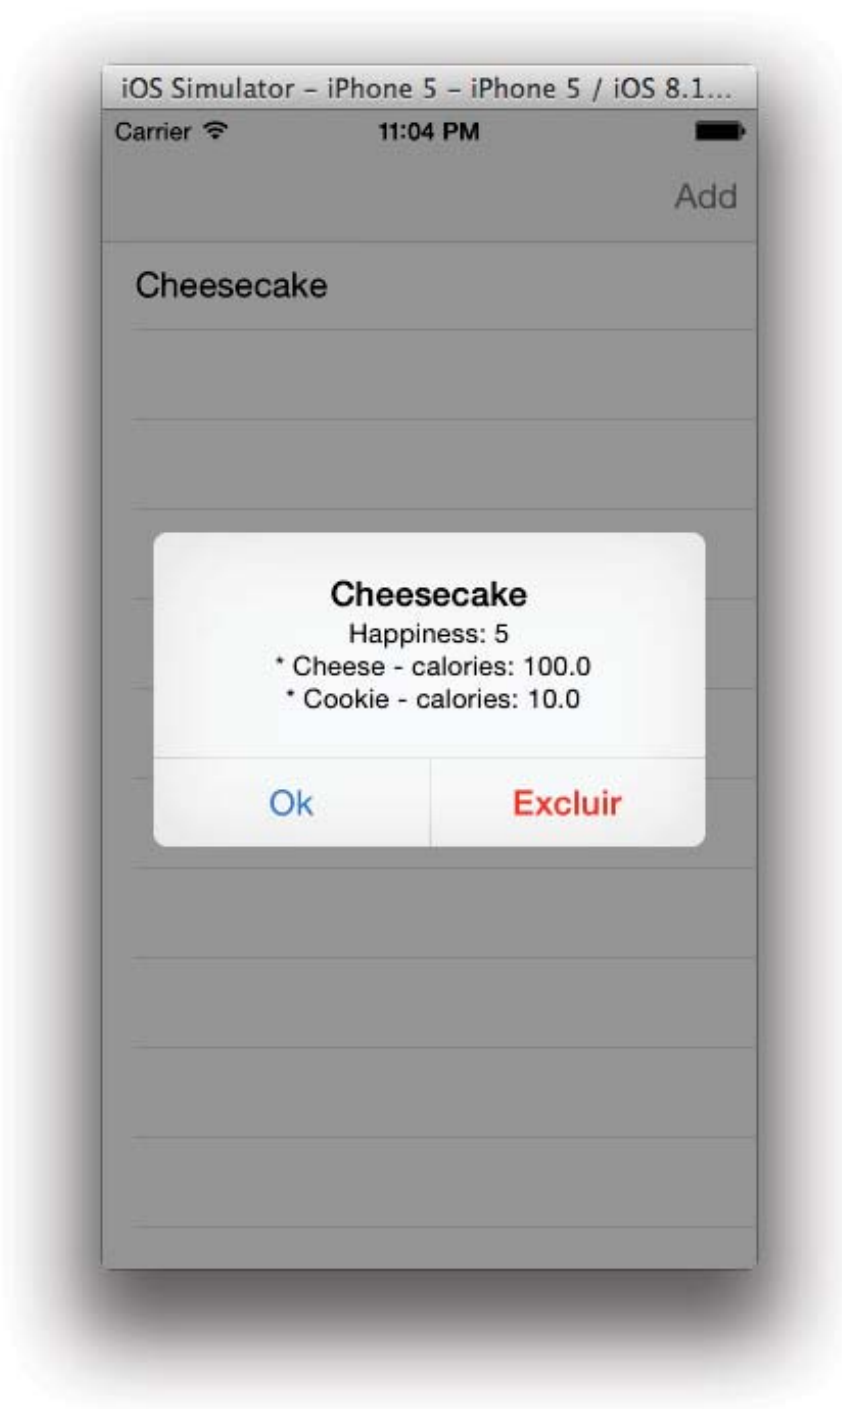 iOS Simulator – iPhone 5 – iPhone 5 / iOS 8.1...
Carrier 11:04 PM
Add
Cheesecake
Cheesecake
Happiness: 5
* Cheese - calories: 100.0
* Cookie - calories: 10.0
Ok Excluir